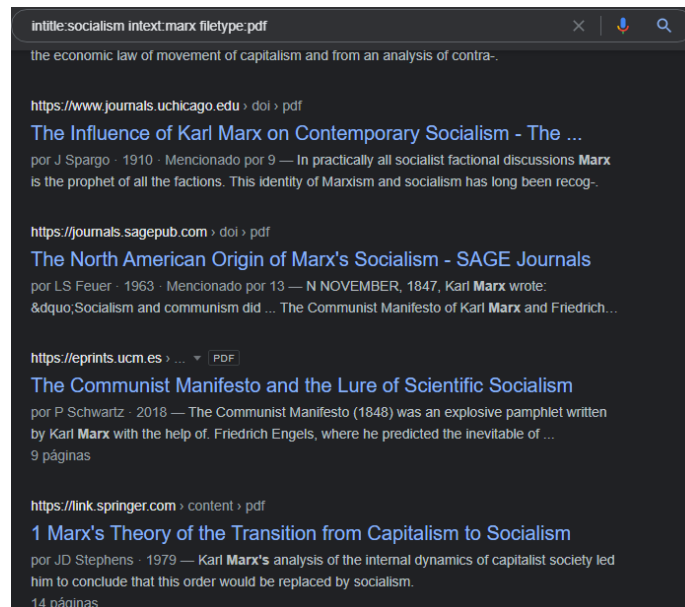 intitle:socialism intext:marx filetype:pdf
the economic law of movement of capitalism and from an analysis of contra-.
https://www.journals.uchicago.edu › doi › pdf
The Influence of Karl Marx on Contemporary Socialism - The ...
por J Spargo · 1910 · Mencionado por 9 — In practically all socialist factional discussions Marx
is the prophet of all the factions. This identity of Marxism and socialism has long been recog-.
https://journals.sagepub.com › doi › pdf
The North American Origin of Marx's Socialism - SAGE Journals
por LS Feuer · 1963 · Mencionado por 13 — N NOVEMBER, 1847, Karl Marx wrote:
&dquo;Socialism and communism did ... The Communist Manifesto of Karl Marx and Friedrich...
https://eprints.ucm.es › ... PDF
The Communist Manifesto and the Lure of Scientific Socialism
por P Schwartz · 2018 — The Communist Manifesto (1848) was an explosive pamphlet written
by Karl Marx with the help of. Friedrich Engels, where he predicted the inevitable of ...
9 páginas
https://link.springer.com › content › pdf
1 Marx's Theory of the Transition from Capitalism to Socialism
por JD Stephens · 1979 — Karl Marx's analysis of the internal dynamics of capitalist society led
him to conclude that this order would be replaced by socialism.
14 páginas